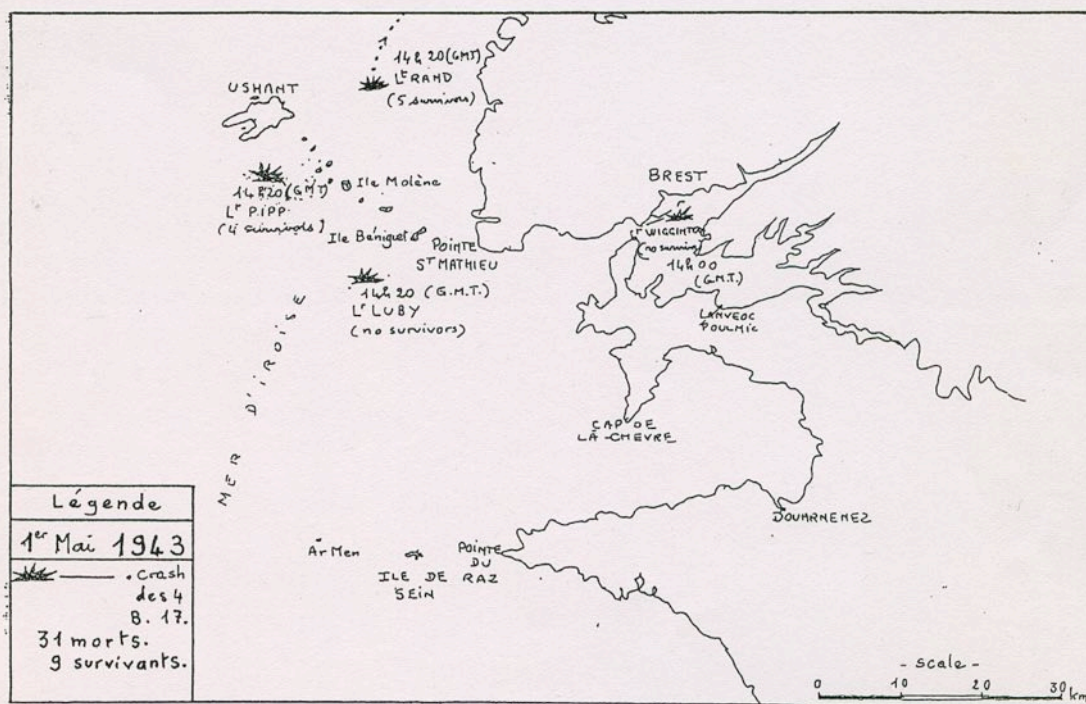 14h20 (GMT)
Lt RAND
(5 survivors)
USHANT
14h20 (GMT)
Lt PIPP
(4 survivors)
Ile Molène
Ile Béniguet
POINTE
ST MATHIEU
14h20 (G.M.T.)
Lt LUBY
(no survivors)
BREST
Lt WIGGINTON
(no survivors)
14h00
(G.M.T.)
LANVEOC
POULMIC
MER D'IROISE
CAP DE
LA CHEVRE
DOUARNENEZ
Ar Men
ILE DE
SEIN
POINTE
DU
RAZ
Légende
1er Mai 1943
Crash
des 4
B. 17.
31 morts.
9 survivants.
- scale -
0 10 20 30 km